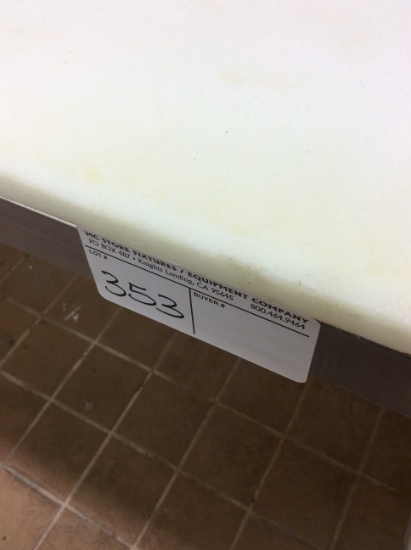 MC STORE FIXTURES / EQUIPMENT COMPANY
PO BOX 487 • Knights Landing, CA 95645 800.464.9464
LOT # BUYER #
353